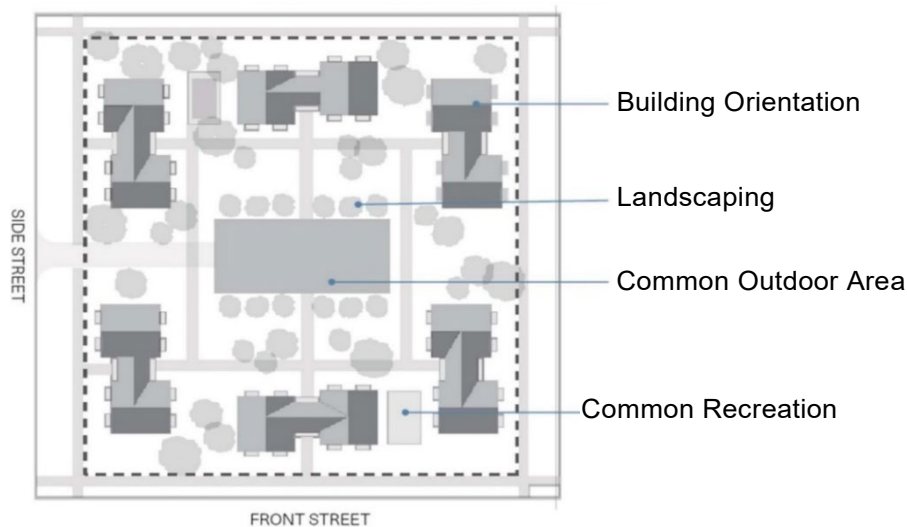 Building Orientation
Landscaping
SIDE STREET
Common Outdoor Area
Common Recreation
FRONT STREET